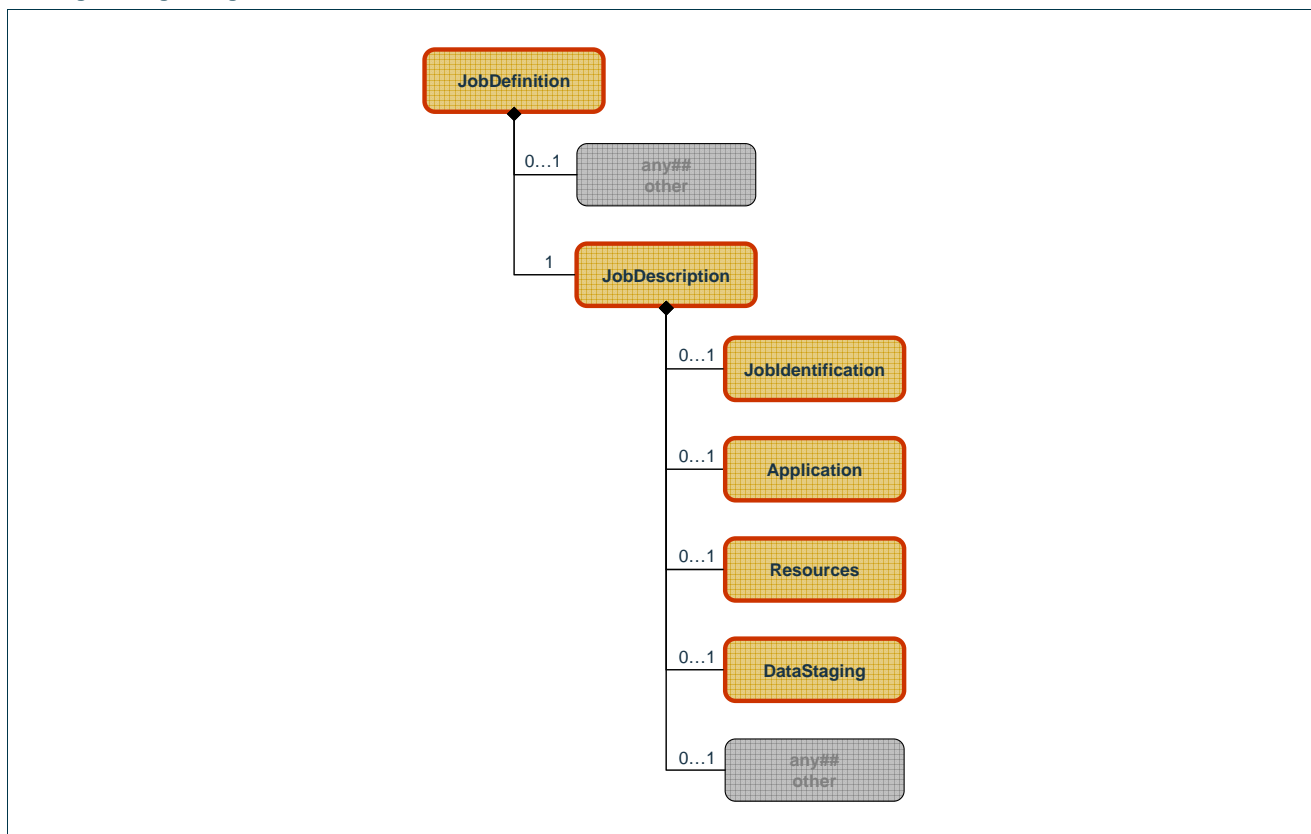 JobDefinition
0…1
any##
other
1
JobDescription
0…1
JobIdentification
0…1
Application
0…1
Resources
0…1
DataStaging
0…1
any##
other